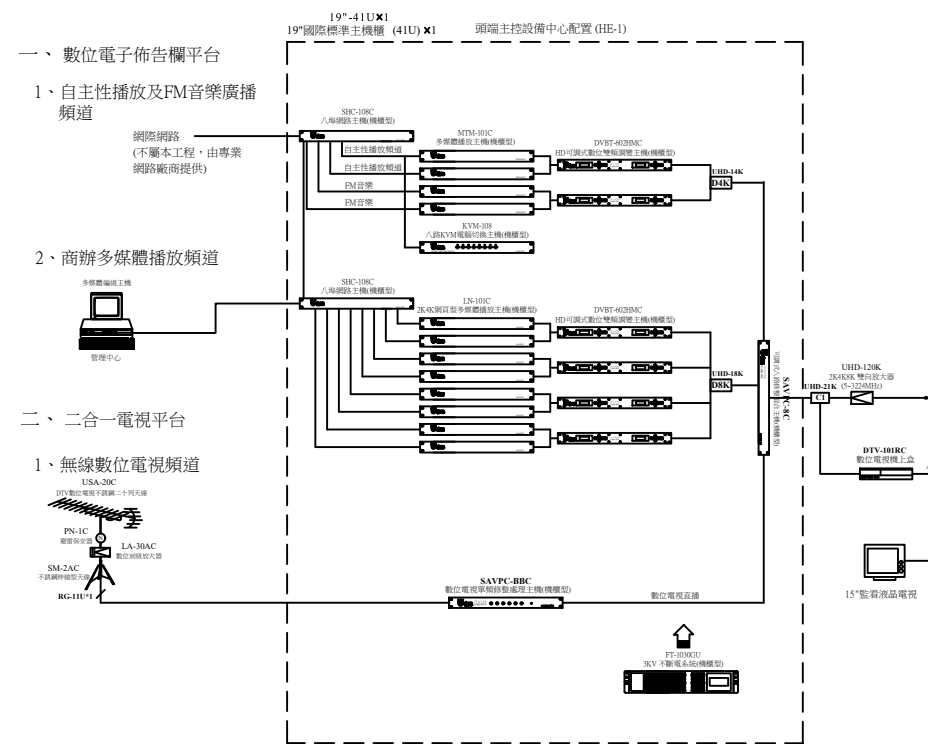 19"-41U×1
19"國際標準主機櫃 (41U) ×1
頭端主控設備中心配置 (HE-1)
一、 數位電子佈告欄平台
1、自主性播放及FM音樂廣播
頻道
網際網路
(不屬本工程，由專業
網路廠商提供)
SHC-108C
八埠網路主機(機櫃型)
自主性播放頻道
自主性播放頻道
FM音樂
FM音樂
MTM-101C
多媒體播放主機(機櫃型)
DVBT-602HMC
HD可調式數位雙頻調變主機(機櫃型)
UHD-14K
D4K
KVM-108
八路KVM電腦切換主機(機櫃型)
2、商辦多媒體播放頻道
多媒體編組主機
管理中心
SHC-108C
八埠網路主機(機櫃型)
LN-101C
2K4K網頁型多媒體播放主機(機櫃型)
DVBT-602HMC
HD可調式數位雙頻調變主機(機櫃型)
UHD-18K
D8K
SAVPC-8C
可調式八路修整混合主機(機櫃型)
UHD-21K
C1
UHD-120K
2K4K8K 雙向放大器
(5~3224MHz)
DTV-101RC
數位電視機上盒
15"監看液晶電視
二、 二合一電視平台
1、無線數位電視頻道
USA-20C
DTV數位電視不銹鋼二十列天線
PN-1C
避雷保安器
LA-30AC
數位前級放大器
SM-2AC
不銹鋼伸縮型天線
RG-11U*1
SAVPC-BBC
數位電視單頻修整處理主機(機櫃型)
數位電視直播
FT-1030GU
3KV 不斷電系統(機櫃型)